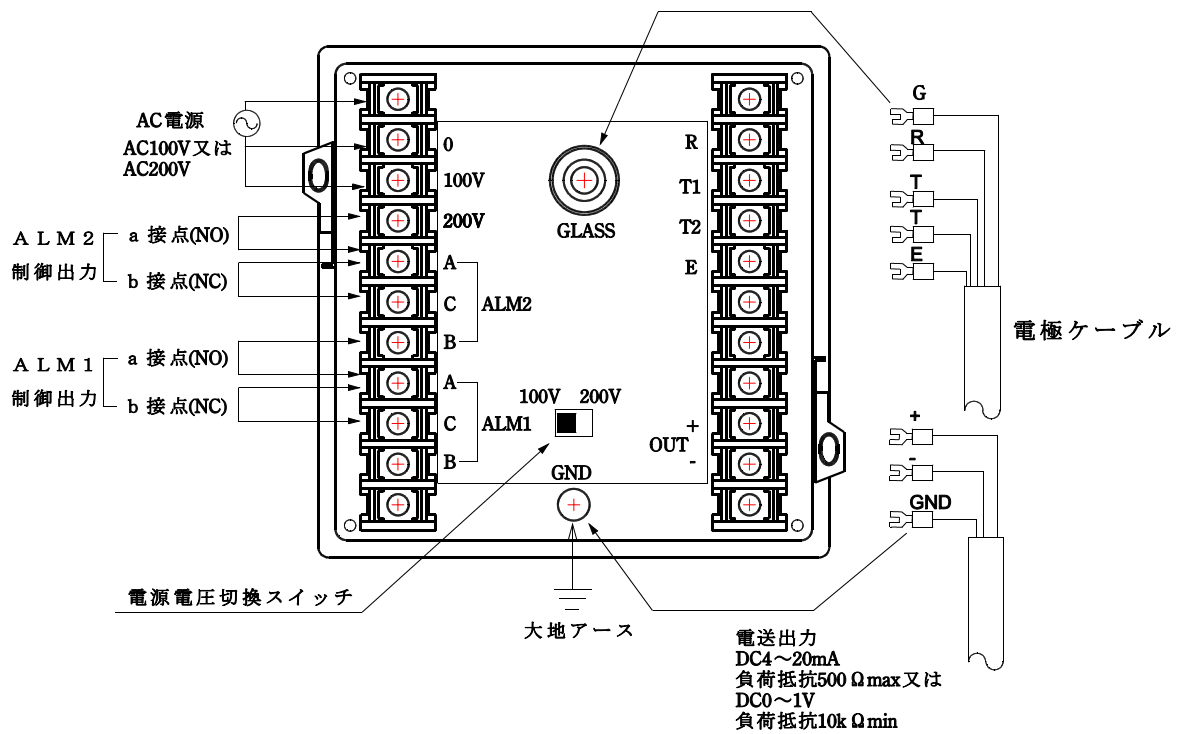 AC電源
AC100V又は
AC200V
ALM2
制御出力
a 接点(NO)
b 接点(NC)
ALM1
制御出力
a 接点(NO)
b 接点(NC)
0
100V
200V
A
C
B
ALM2
A
C
B
ALM1
GLASS
100V 200V
GND
R
T1
T2
E
+
OUT
-
G
R
T
T
E
電極ケーブル
+
-
GND
電源電圧切換スイッチ
大地アース
電送出力
DC4～20mA
負荷抵抗500Ωmax又は
DC0～1V
負荷抵抗10kΩmin